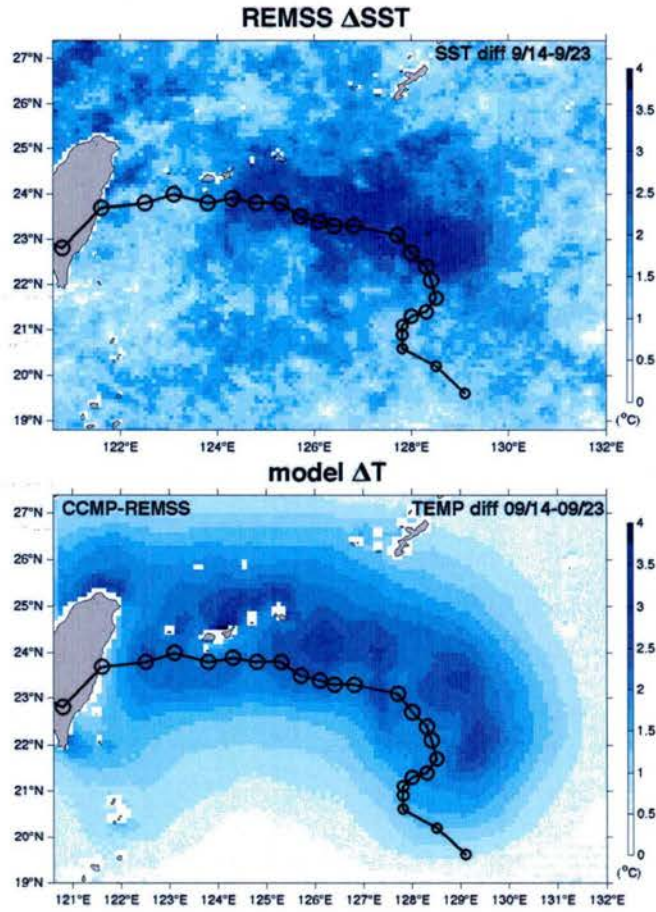 REMSS ΔSST
SST diff 9/14-9/23
27°N
26°N
25°N
24°N
23°N
22°N
21°N
20°N
19°N
122°E 124°E 126°E 128°E 130°E 132°E
4
3.5
3
2.5
2
1.5
1
0.5
0
(°C)
model ΔT
CCMP-REMSS TEMP diff 09/14-09/23
27°N
26°N
25°N
24°N
23°N
22°N
21°N
20°N
19°N
121°E 122°E 123°E 124°E 125°E 126°E 127°E 128°E 129°E 130°E 131°E 132°E
4
3.5
3
2.5
2
1.5
1
0.5
0
(°C)